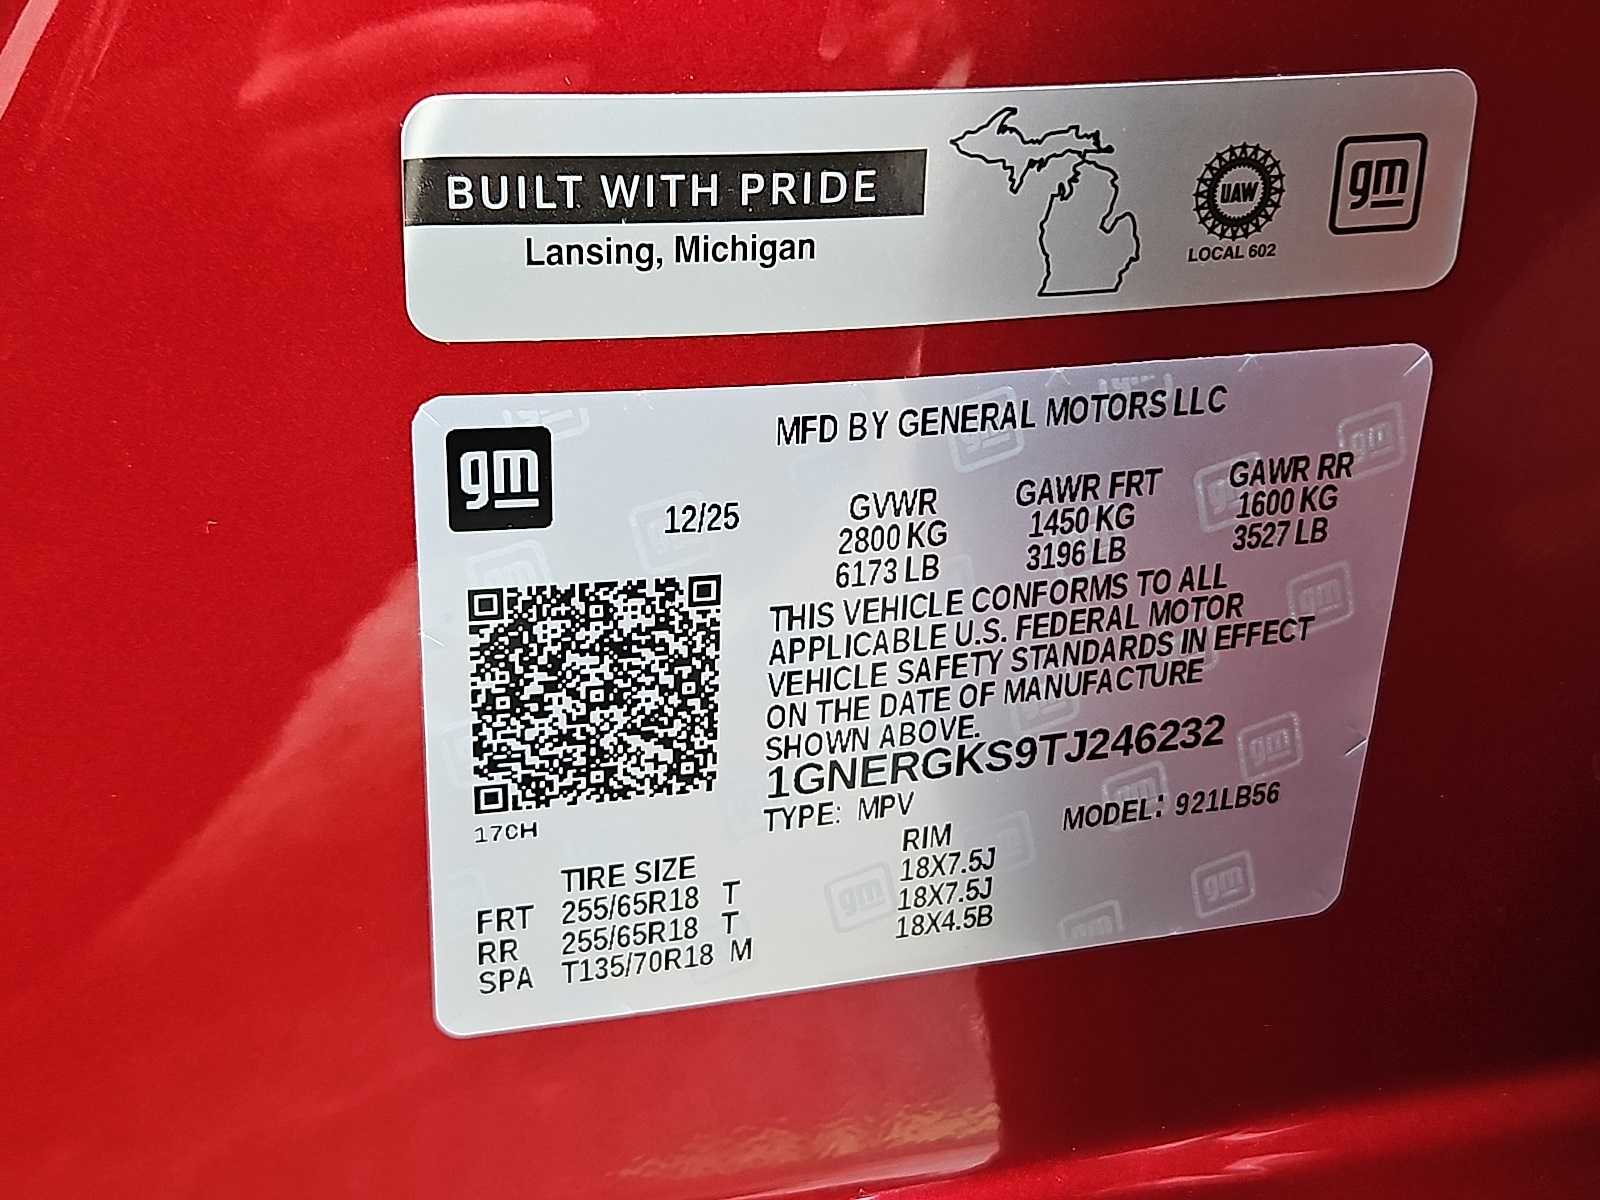 BUILT WITH PRIDE
Lansing, Michigan
UAW
LOCAL 602
gm
gm
MFD BY GENERAL MOTORS LLC
12/25
GVWR
2800 KG
6173 LB
GAWR FRT
1450 KG
3196 LB
GAWR RR
1600 KG
3527 LB
THIS VEHICLE CONFORMS TO ALL
APPLICABLE U.S. FEDERAL MOTOR
VEHICLE SAFETY STANDARDS IN EFFECT
ON THE DATE OF MANUFACTURE
SHOWN ABOVE.
1GNERGKS9TJ246232
TYPE: MPV MODEL: 921LB56
17CH
TIRE SIZE RIM
FRT 255/65R18 T 18X7.5J
RR 255/65R18 T 18X7.5J
SPA T135/70R18 M 18X4.5B